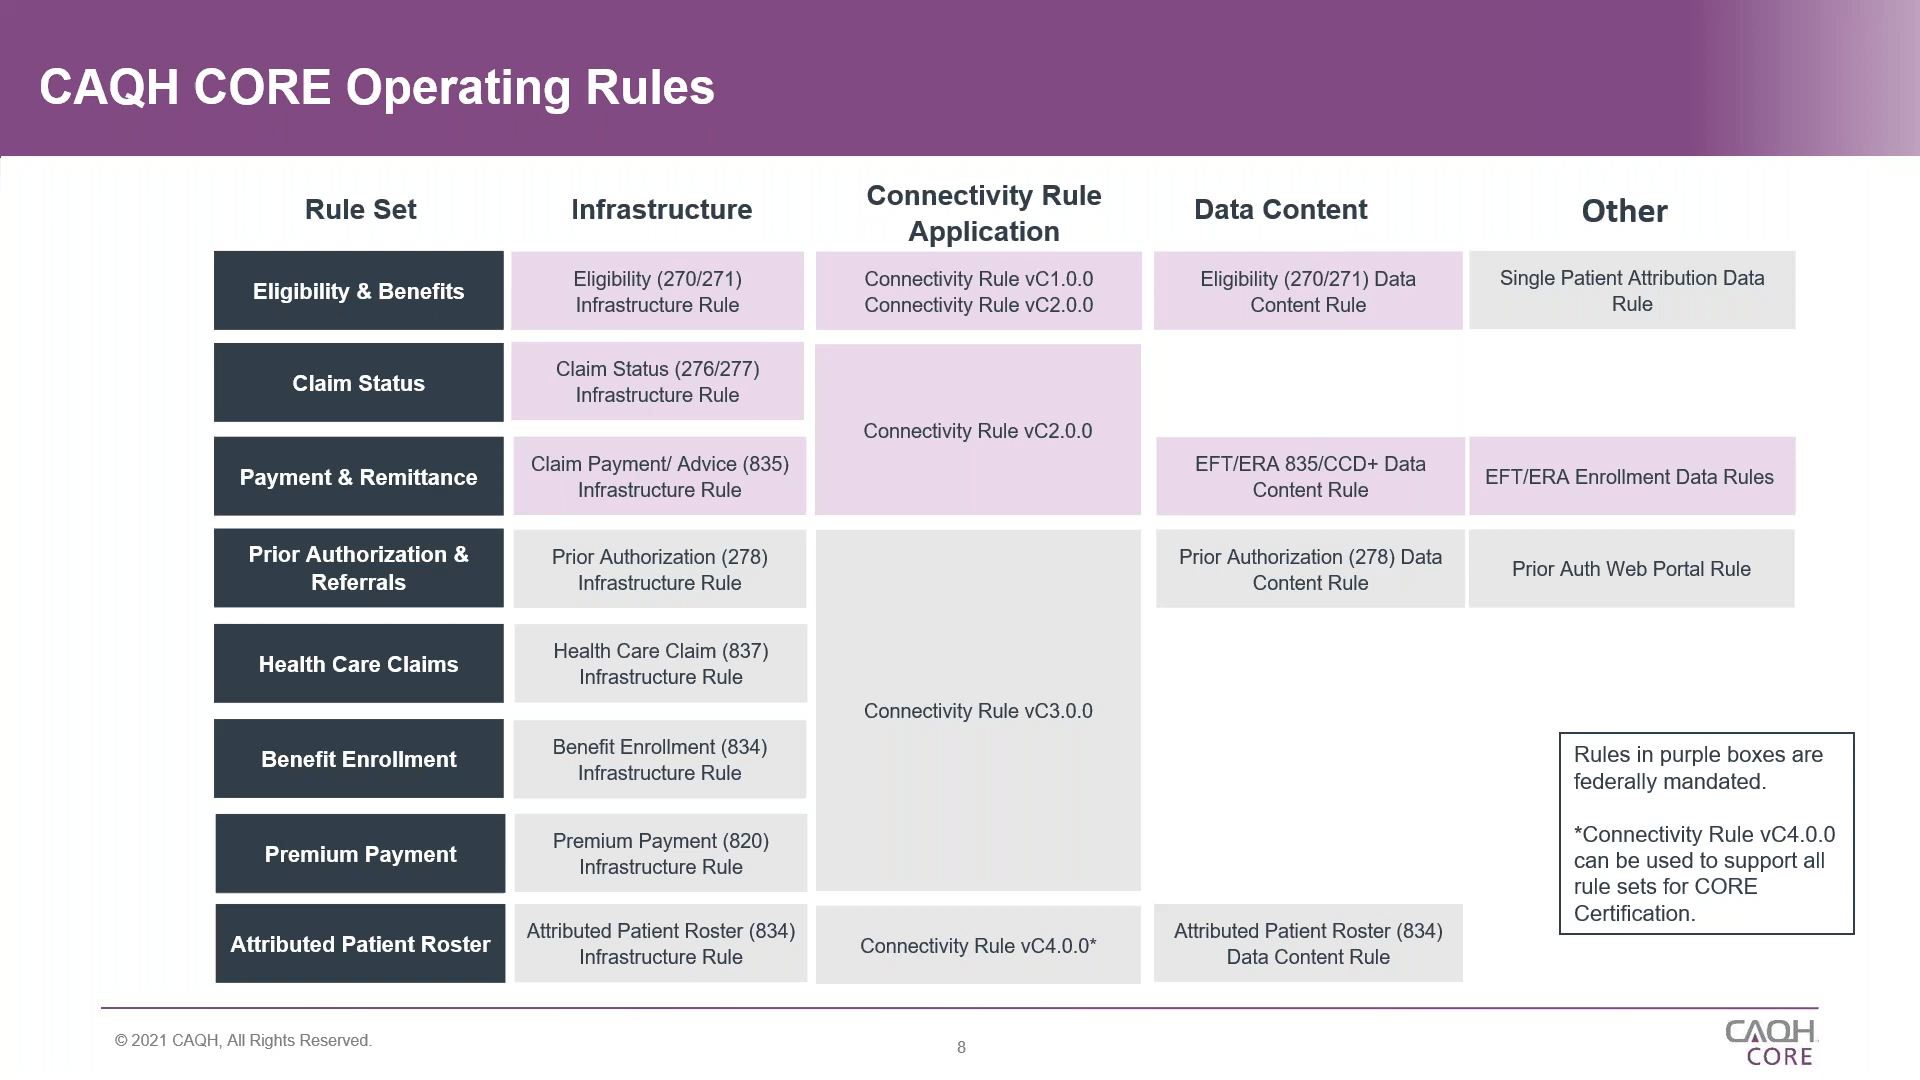 CAQH CORE Operating Rules
Rule Set
Infrastructure
Connectivity Rule
Application
Data Content
Other
Eligibility & Benefits
Eligibility (270/271)
Infrastructure Rule
Connectivity Rule vC1.0.0
Connectivity Rule vC2.0.0
Eligibility (270/271) Data
Content Rule
Single Patient Attribution Data
Rule
Claim Status
Claim Status (276/277)
Infrastructure Rule
Connectivity Rule vC2.0.0
Payment & Remittance
Claim Payment/ Advice (835)
Infrastructure Rule
EFT/ERA 835/CCD+ Data
Content Rule
EFT/ERA Enrollment Data Rules
Prior Authorization &
Referrals
Prior Authorization (278)
Infrastructure Rule
Connectivity Rule vC3.0.0
Prior Authorization (278) Data
Content Rule
Prior Auth Web Portal Rule
Health Care Claims
Health Care Claim (837)
Infrastructure Rule
Benefit Enrollment
Benefit Enrollment (834)
Infrastructure Rule
Premium Payment
Premium Payment (820)
Infrastructure Rule
Attributed Patient Roster
Attributed Patient Roster (834)
Infrastructure Rule
Connectivity Rule vC4.0.0*
Attributed Patient Roster (834)
Data Content Rule
Rules in purple boxes are
federally mandated.
*Connectivity Rule vC4.0.0
can be used to support all
rule sets for CORE
Certification.
© 2021 CAQH, All Rights Reserved.
8
CAQH
CORE